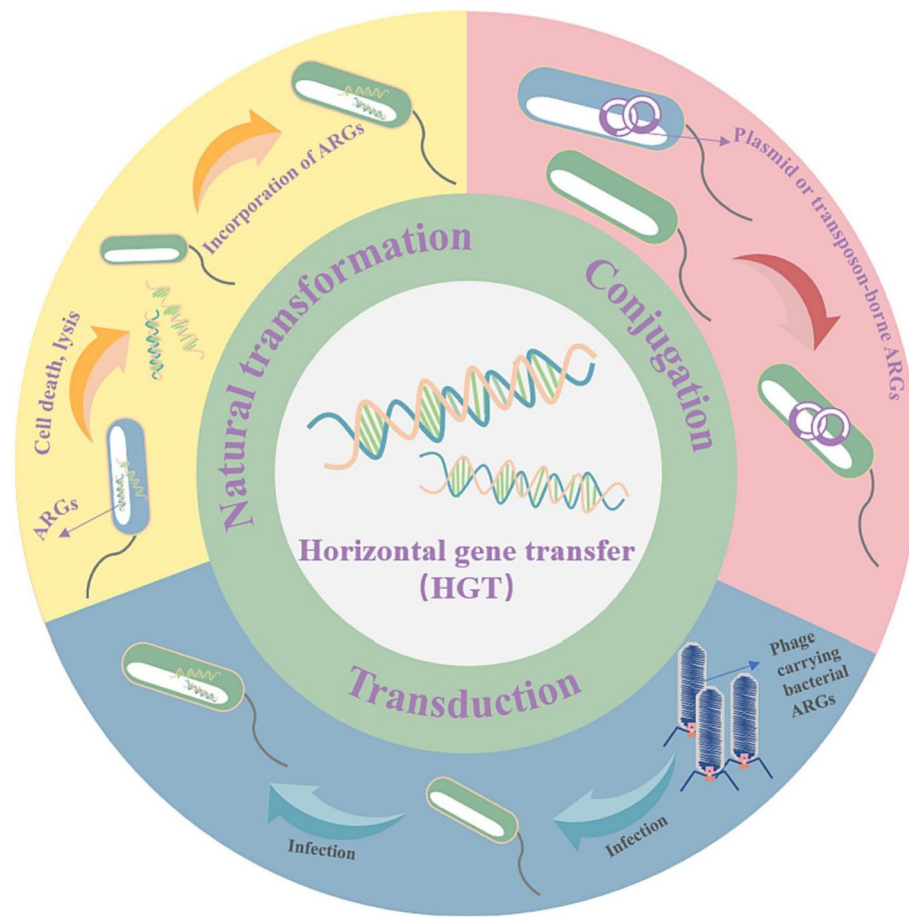 Horizontal gene transfer
(HGT)
Natural transformation
ARGs
Cell death, lysis
Incorporation of ARGs
Conjugation
Plasmid or transposon-borne ARGs
Transduction
Phage
carrying
bacterial
ARGs
Infection
Infection